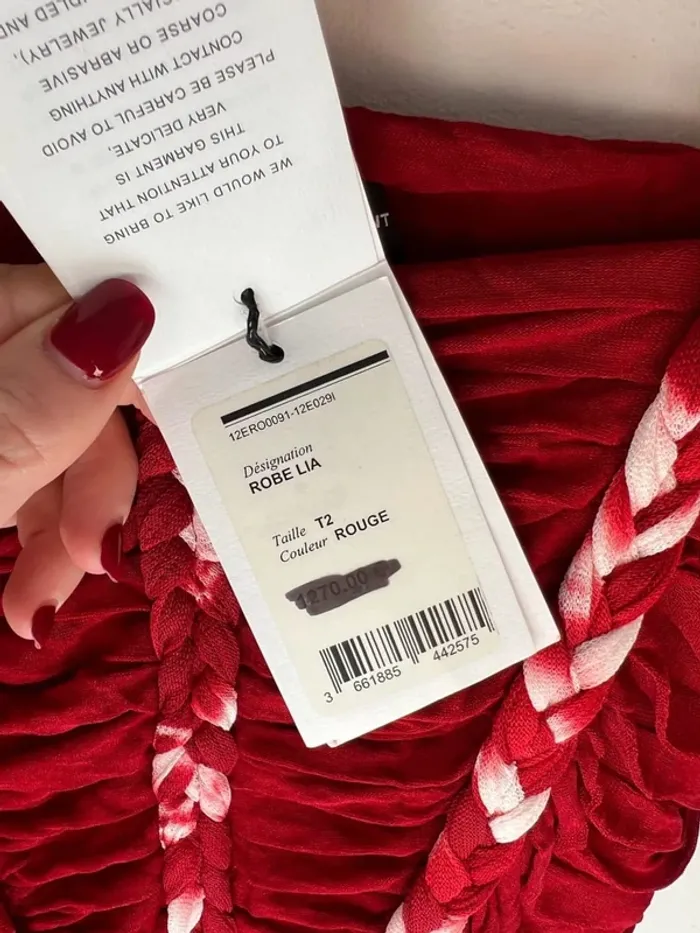 WE WOULD LIKE TO BRING
TO YOUR ATTENTION THAT
THIS GARMENT IS
VERY DELICATE,
PLEASE BE CAREFUL TO AVOID
CONTACT WITH ANYTHING
COARSE OR ABRASIVE
JEWELRY),
AND
12ERO0091-12E029I
Désignation
ROBE LIA
Taille T2
Couleur ROUGE
1270.00 €
3 661885 442575